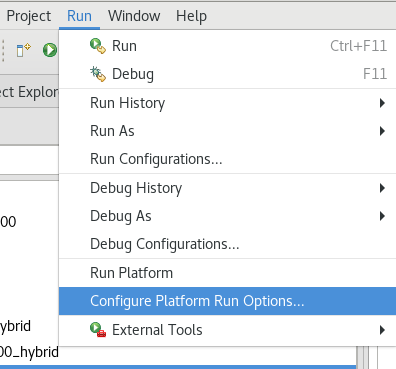 Project Run Window Help
Run Ctrl+F11
Debug F11
ect Explor
Run History
Run As
Run Configurations...
Debug History
Debug As
00
Debug Configurations...
Run Platform
Configure Platform Run Options...
ybrid
External Tools
00_hybrid